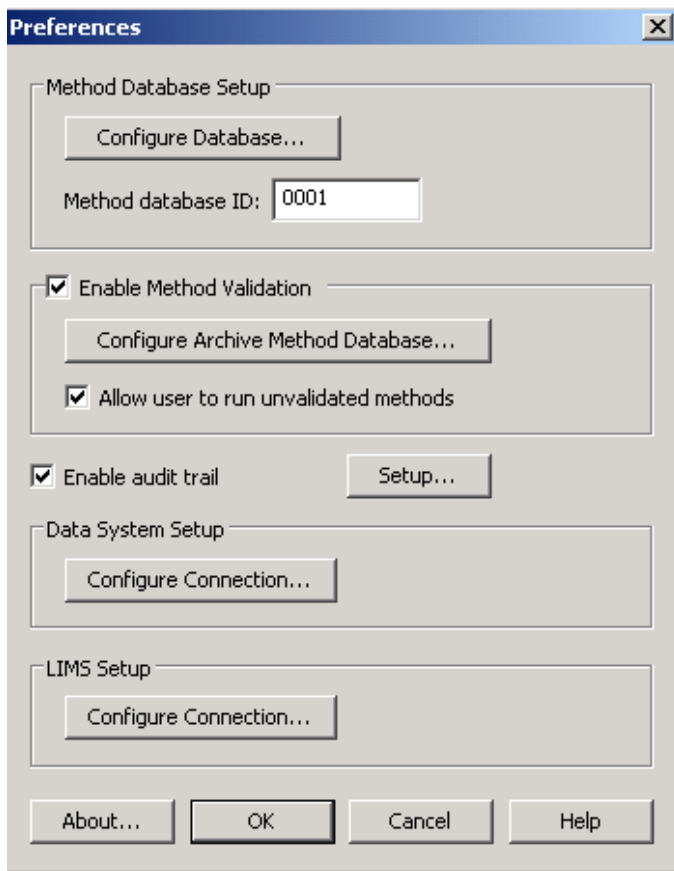 Preferences
Method Database Setup
Configure Database...
Method database ID: 0001
Enable Method Validation
Configure Archive Method Database...
Allow user to run unvalidated methods
Enable audit trail Setup...
Data System Setup
Configure Connection...
LIMS Setup
Configure Connection...
About... OK Cancel Help